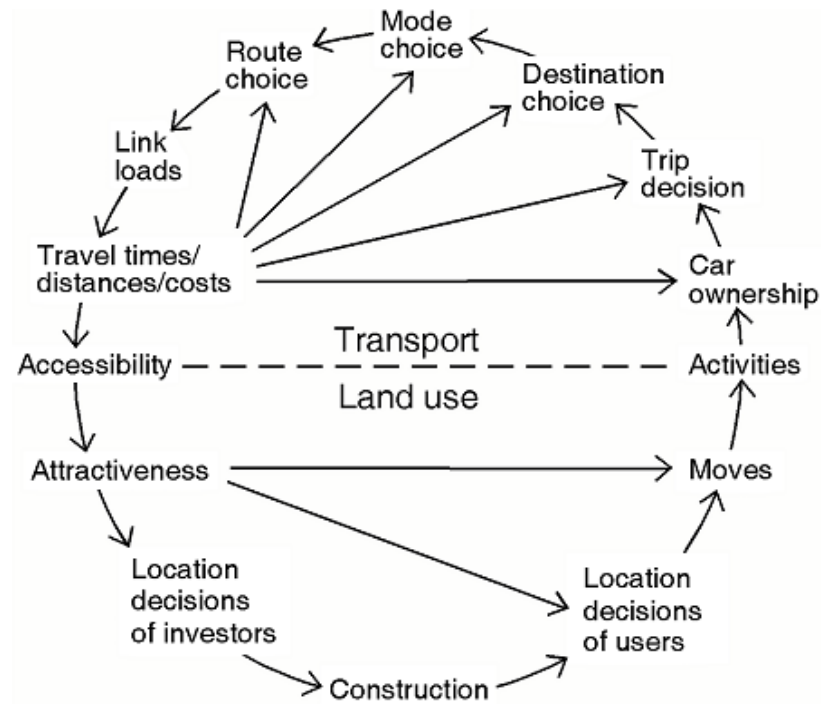 Mode
choice
Route
choice
Destination
choice
Link
loads
Trip
decision
Travel times/
distances/costs
Car
ownership
Transport
Accessibility
Activities
Land use
Attractiveness
Moves
Location
decisions
of investors
Location
decisions
of users
Construction